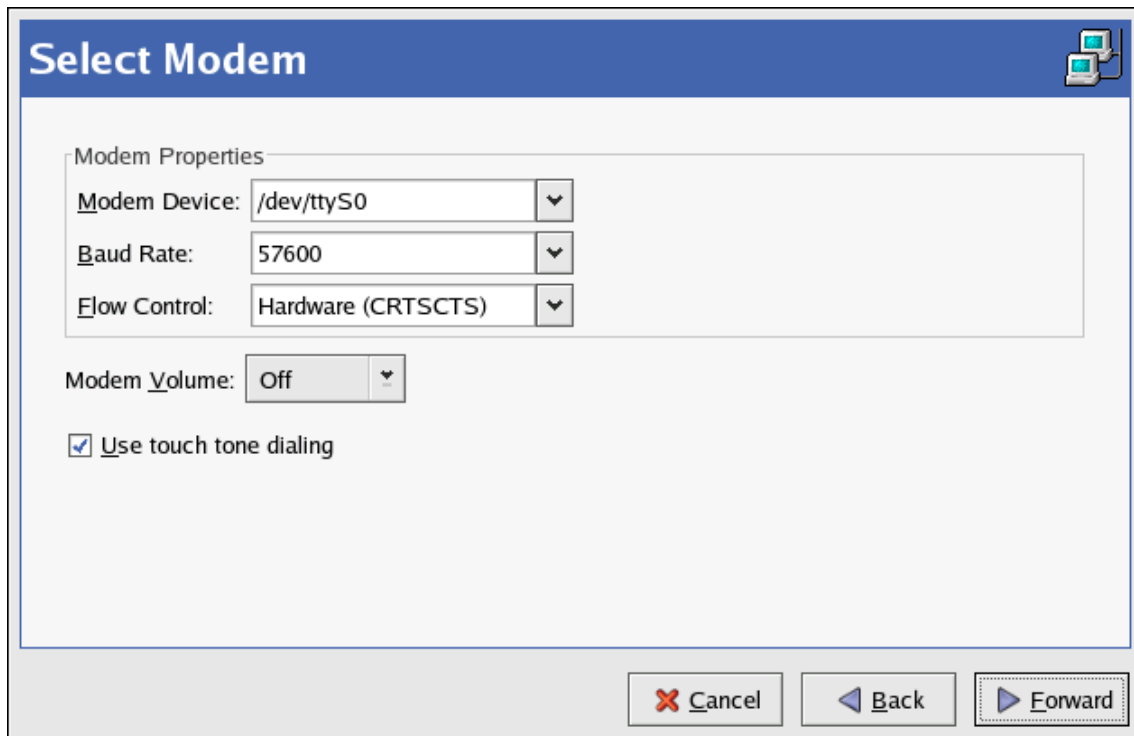 Select Modem
Modem Properties
Modem Device: /dev/ttyS0
Baud Rate: 57600
Flow Control: Hardware (CRTSCTS)
Modem Volume: Off
Use touch tone dialing
Cancel Back Forward